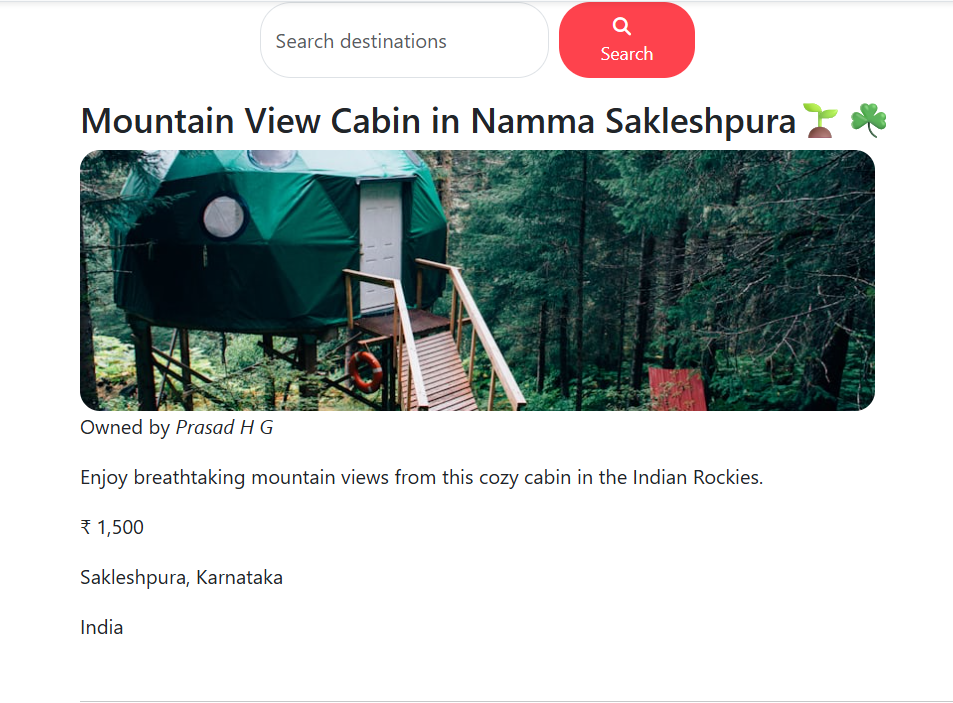 Search destinations
Search
Mountain View Cabin in Namma Sakleshpura🌱 ☘️
Owned by Prasad H G
Enjoy breathtaking mountain views from this cozy cabin in the Indian Rockies.
₹ 1,500
Sakleshpura, Karnataka
India